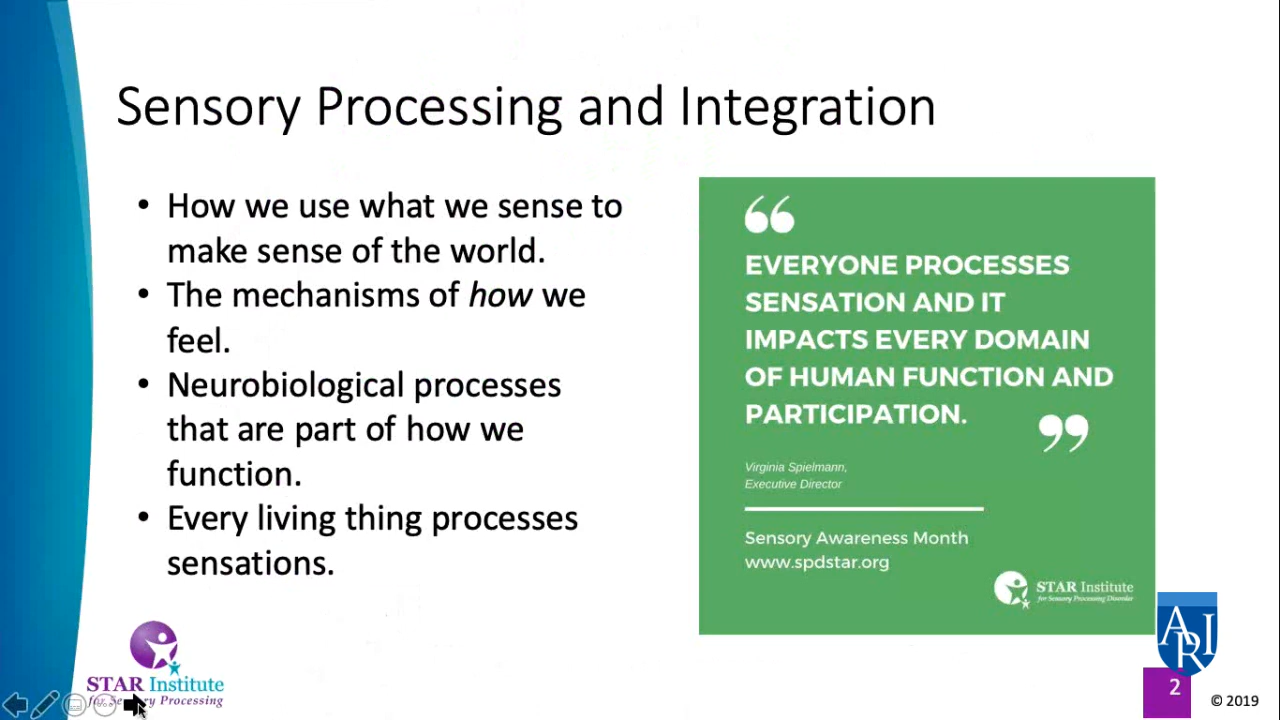 Sensory Processing and Integration
• How we use what we sense to
make sense of the world.
• The mechanisms of how we
feel.
• Neurobiological processes
that are part of how we
function.
• Every living thing processes
sensations.
“
EVERYONE PROCESSES
SENSATION AND IT
IMPACTS EVERY DOMAIN
OF HUMAN FUNCTION AND
PARTICIPATION.
”
Virginia Spielmann,
Executive Director
Sensory Awareness Month
www.spdstar.org
STAR Institute
for Sensory Processing Disorder
STAR Institute
for Sensory Processing
ARI
2
© 2019